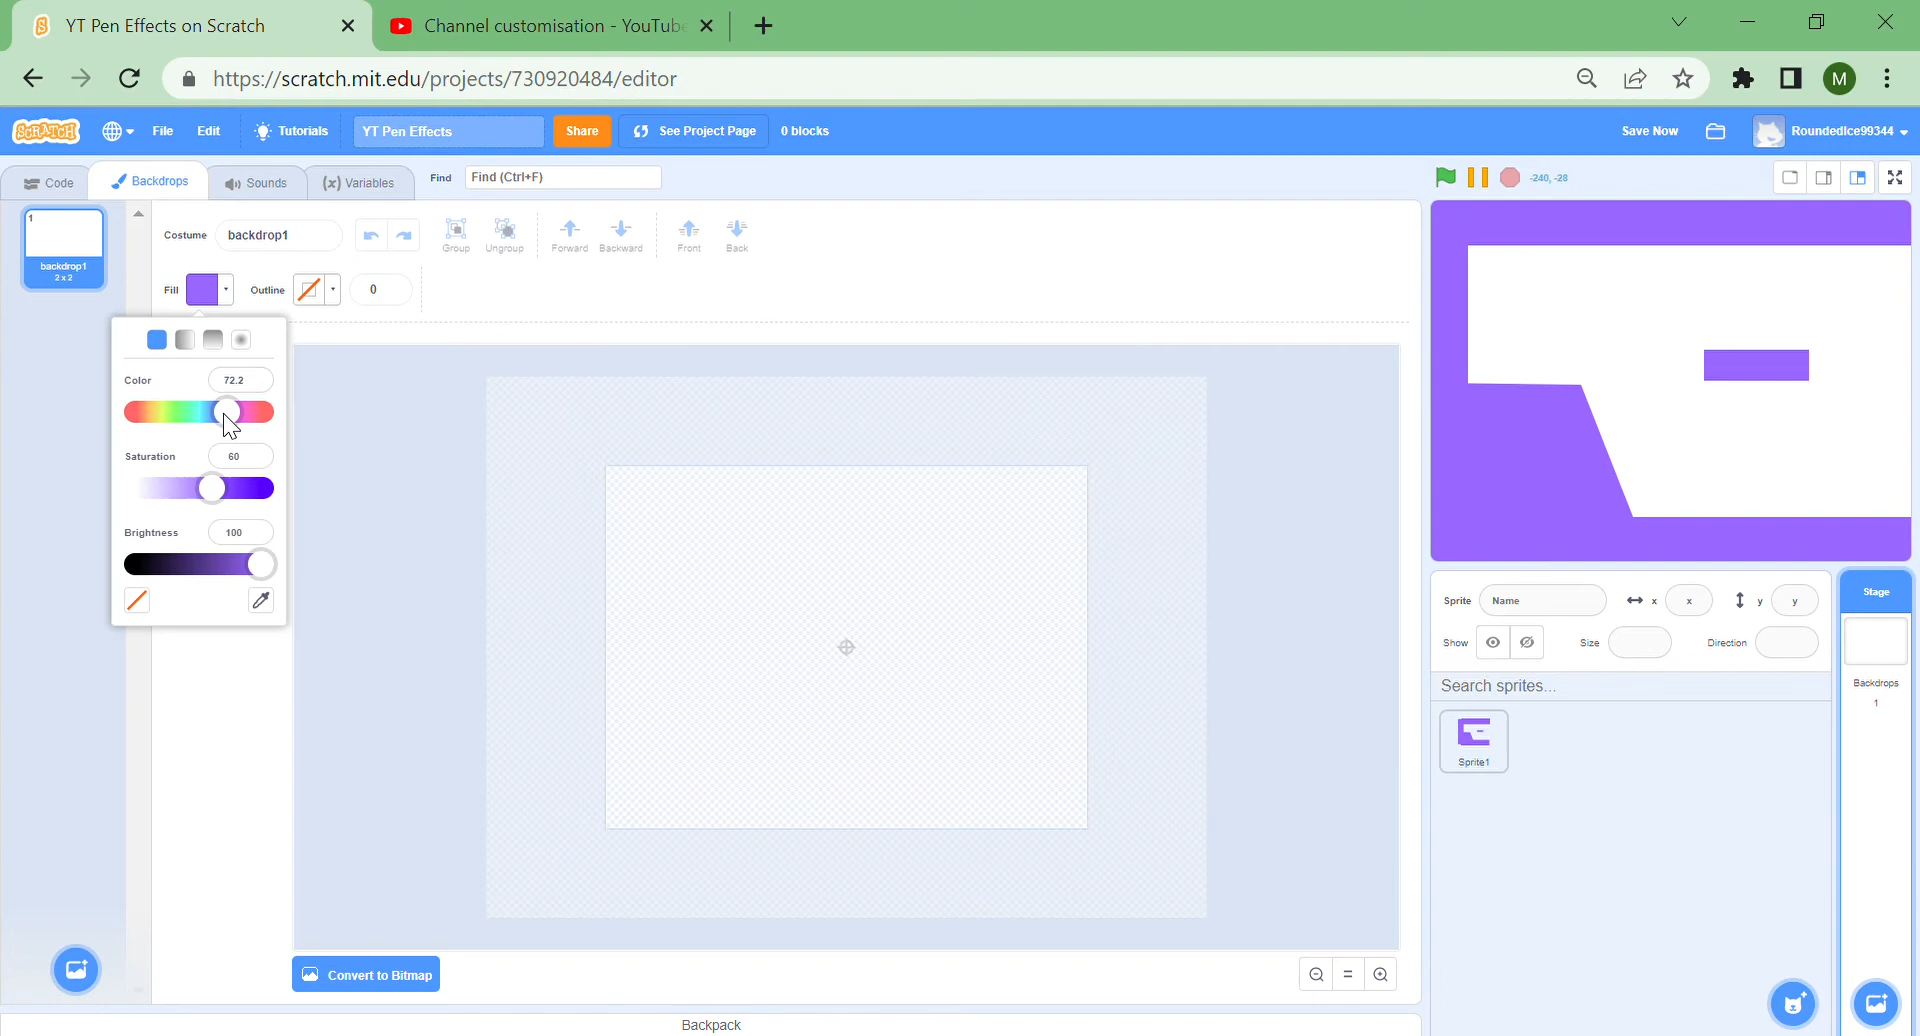 YT Pen Effects on Scratch
Channel customisation - YouTube
https://scratch.mit.edu/projects/730920484/editor
M
SCRATCH
File
Edit
Tutorials
YT Pen Effects
Share
See Project Page
0 blocks
Save Now
RoundedIce99344
Code
Backdrops
Sounds
Variables
Find
Find (Ctrl+F)
-240, -28
1
backdrop1
2 x 2
Costume
backdrop1
Group
Ungroup
Forward
Backward
Front
Back
Fill
Outline
0
Color
72.2
Saturation
60
Brightness
100
Convert to Bitmap
Backpack
Sprite
Name
x
x
y
y
Show
Size
Direction
Search sprites...
Sprite1
Stage
Backdrops
1